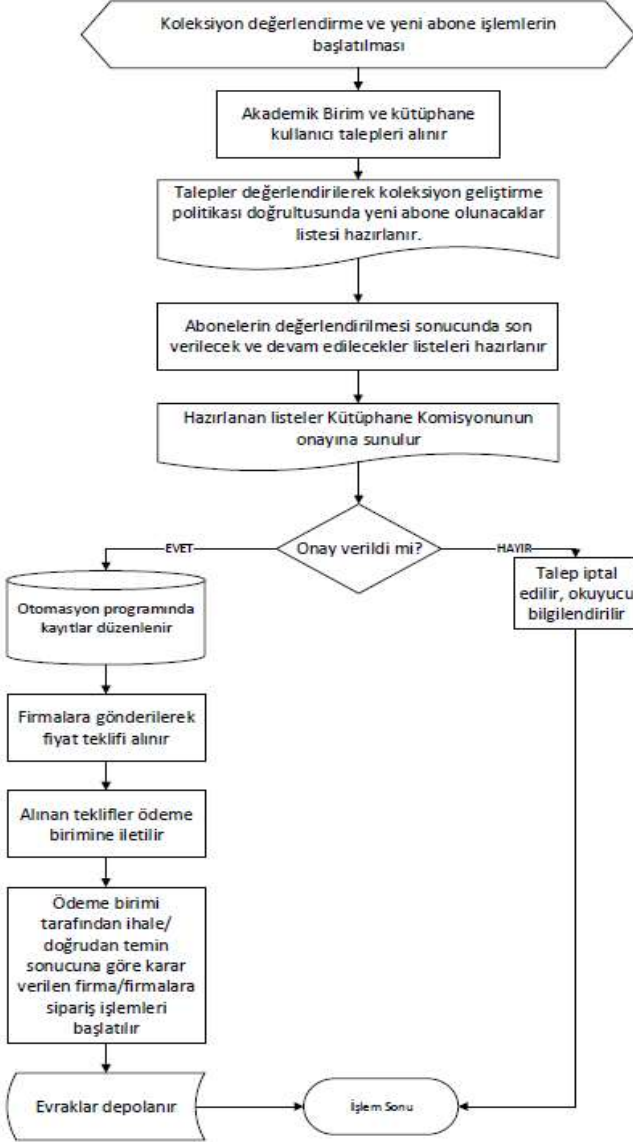 Koleksiyon değerlendirme ve yeni abone işlemlerin
başlatılması
Akademik Birim ve kütüphane
kullanıcı talepleri alınır
Talepler değerlendirilerek koleksiyon geliştirme
politikası doğrultusunda yeni abone olunacaklar
listesi hazırlanır.
Abonelerin değerlendirilmesi sonucunda son
verilecek ve devam edilecekler listeleri hazırlanır
Hazırlanan listeler Kütüphane Komisyonunun
onayına sunulur
Onay verildi mi?
EVET
HAYIR
Otomasyon programında
kayıtlar düzenlenir
Talep iptal
edilir, okuyucu
bilgilendirilir
Firmalara gönderilerek
fiyat teklifi alınır
Alınan teklifler ödeme
birimine iletilir
Ödeme birimi
tarafından ihale/
doğrudan temin
sonucuna göre karar
verilen firma/firmalara
sipariş işlemleri
başlatılır
Evraklar depolanır
İşlem Sonu